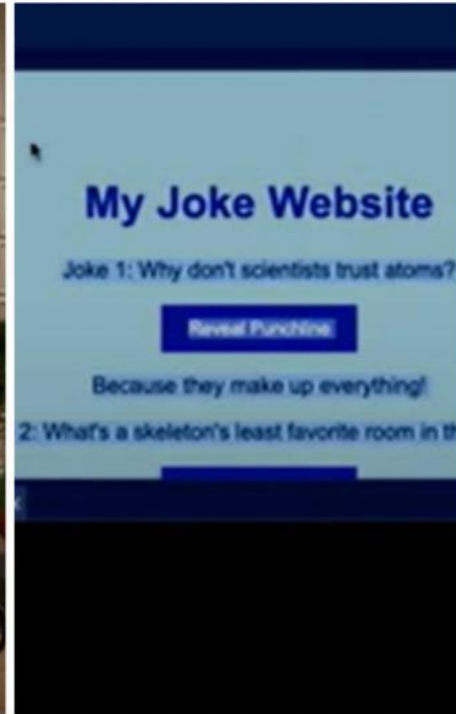 My Joke Website
Joke 1: Why don't scientists trust atoms?
Reveal Punchline
Because they make up everything!
2: What's a skeleton's least favorite room in th